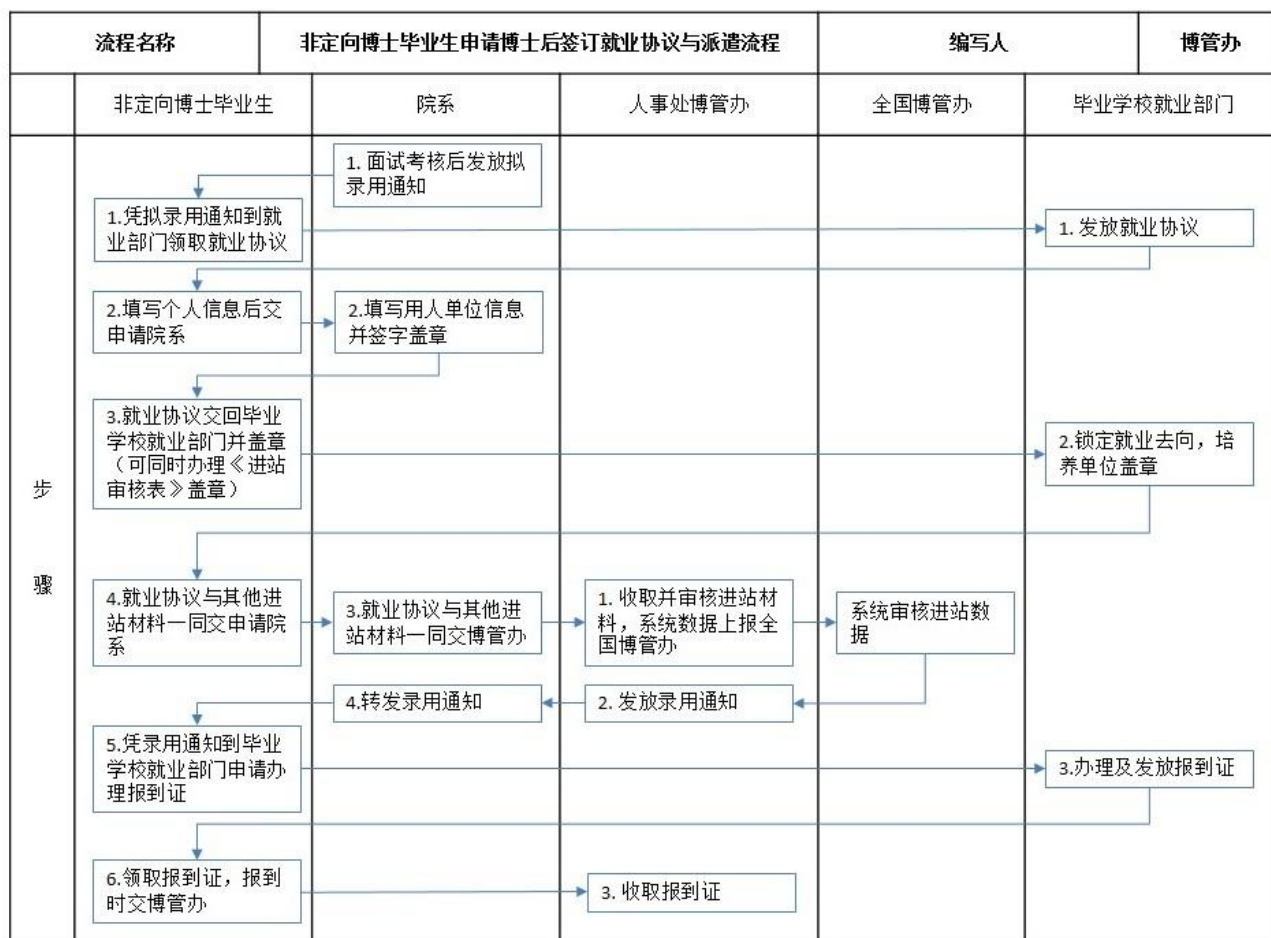 流程名称
非定向博士毕业生申请博士后签订就业协议与派遣流程
编写人
博管办
非定向博士毕业生
院系
人事处博管办
全国博管办
毕业学校就业部门
步
骤
1. 面试考核后发放拟
录用通知
1.凭拟录用通知到就
业部门领取就业协议
1. 发放就业协议
2.填写个人信息后交
申请院系
2.填写用人单位信息
并签字盖章
3.就业协议交回毕业
学校就业部门并盖章
（可同时办理《进站
审核表》盖章）
2.锁定就业去向，培
养单位盖章
4.就业协议与其他进
站材料一同交申请院
系
3.就业协议与其他进
站材料一同交博管办
1. 收取并审核进站材
料，系统数据上报全
国博管办
系统审核进站数
据
4.转发录用通知
2. 发放录用通知
5.凭录用通知到毕业
学校就业部门申请办
理报到证
3.办理及发放报到证
6.领取报到证，报到
时交博管办
3. 收取报到证